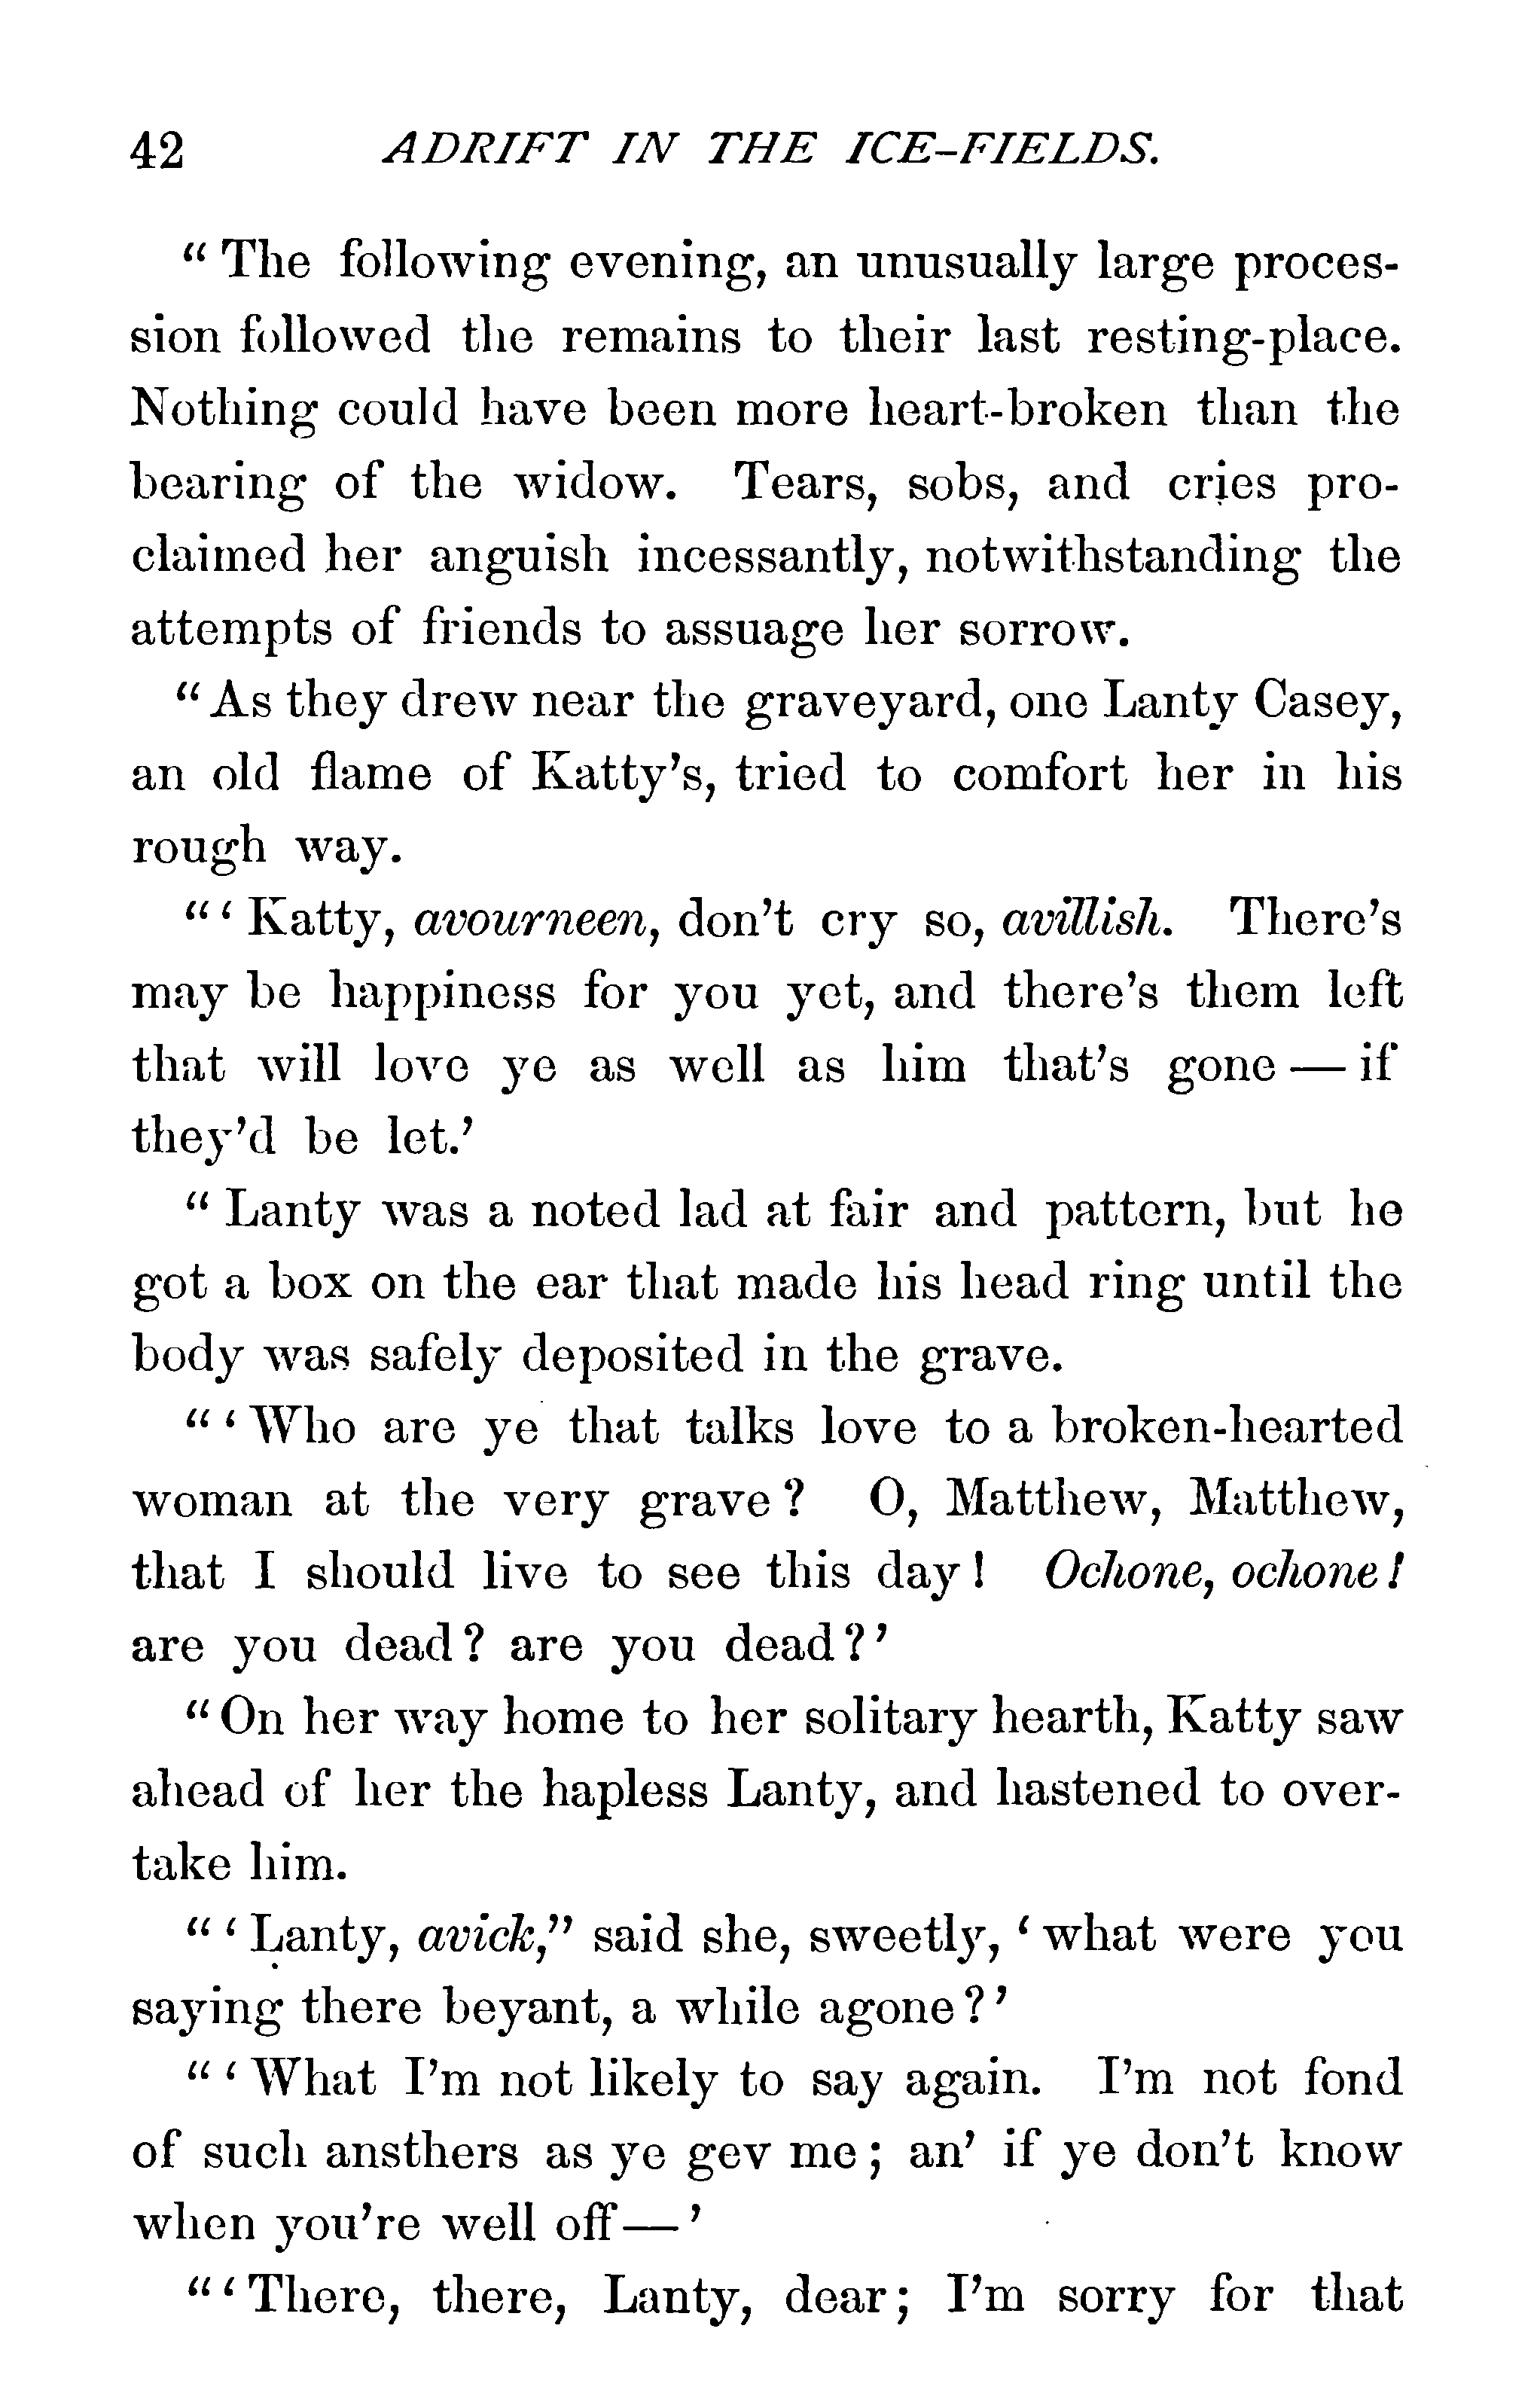 42 ADRIFT IN THE ICE-FIELDS.
“ The following evening, an unusually large proces-
sion followed the remains to their last resting-place.
Nothing could have been more heart-broken than the
bearing of the widow. Tears, sobs, and cries pro-
claimed her anguish incessantly, notwithstanding the
attempts of friends to assuage her sorrow.
“ As they drew near the graveyard, one Lanty Casey,
an old flame of Katty’s, tried to comfort her in his
rough way.
“ ‘ Katty, avourneen, don’t cry so, avillish. There’s
may be happiness for you yet, and there’s them left
that will love ye as well as him that’s gone — if
they’d be let.’
“ Lanty was a noted lad at fair and pattern, but he
got a box on the ear that made his head ring until the
body was safely deposited in the grave.
“ ‘ Who are ye that talks love to a broken-hearted
woman at the very grave ? O, Matthew, Matthew,
that I should live to see this day ! Ochone, ochone !
are you dead ? are you dead ? ’
“ On her way home to her solitary hearth, Katty saw
ahead of her the hapless Lanty, and hastened to over-
take him.
“ ‘ Lanty, avick,” said she, sweetly, ‘ what were you
saying there beyant, a while agone ? ’
“ ‘ What I’m not likely to say again. I’m not fond
of such ansthers as ye gev me ; an’ if ye don’t know
when you’re well off — ’
“ ‘ There, there, Lanty, dear ; I’m sorry for that